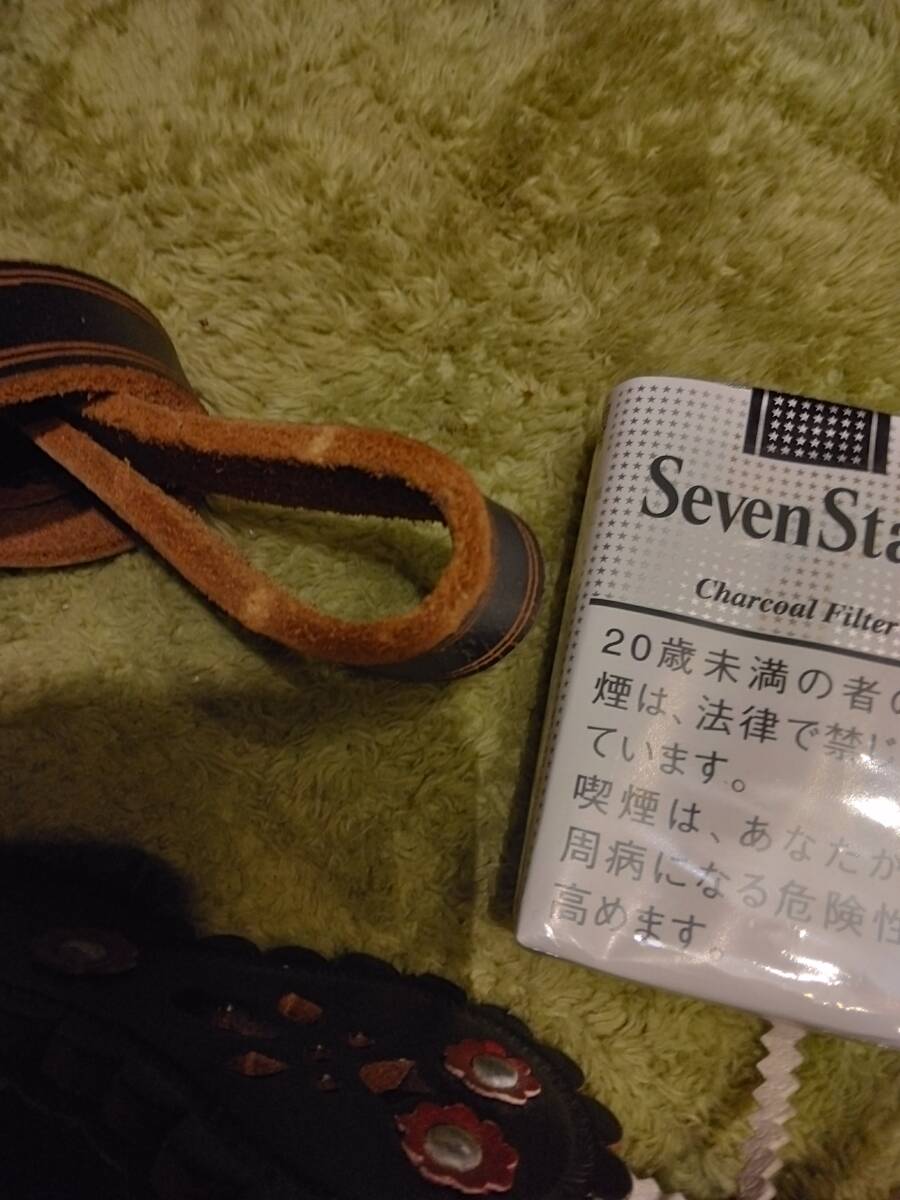 Seven Sta
Charcoal Filter
20歳未満の者の
煙は、法律で禁じ
ています。
喫煙は、あなたが
周病になる危険性
高めます。